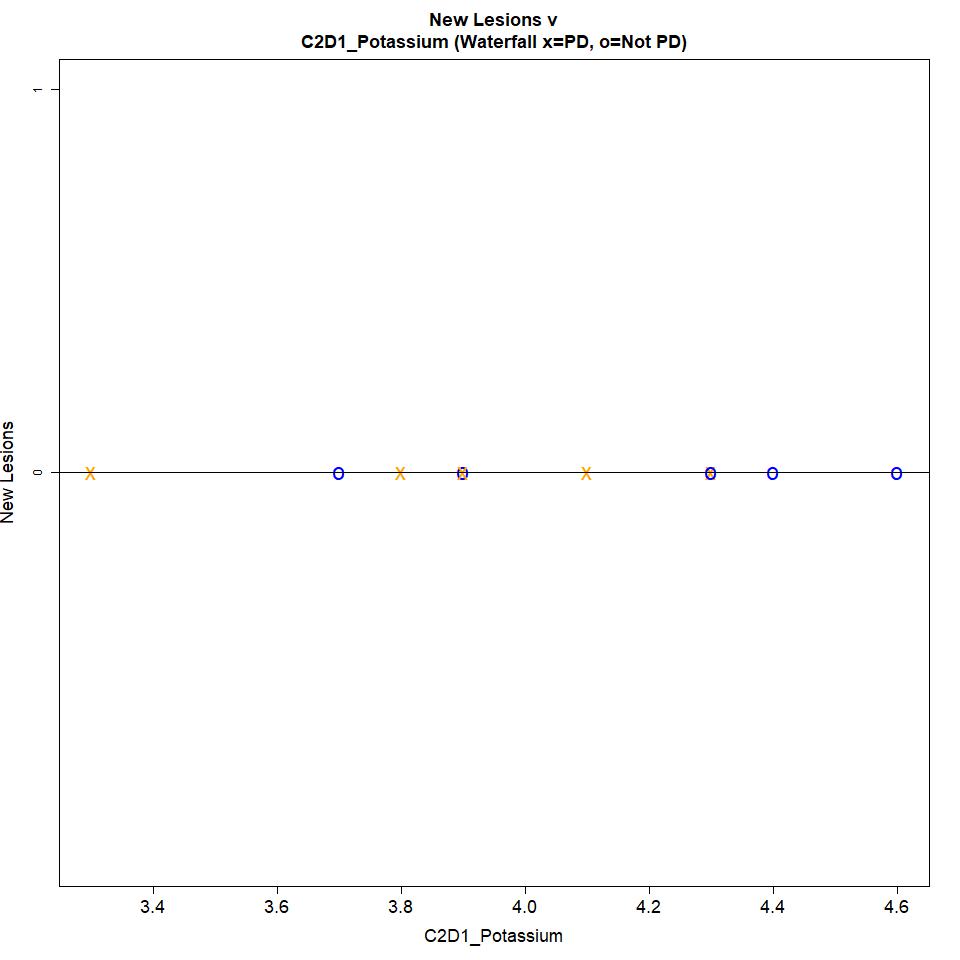 New Lesions v
C2D1_Potassium (Waterfall x=PD, o=Not PD)
1
New Lesions
0
x o x x o x x o o o
3.4 3.6 3.8 4.0 4.2 4.4 4.6
C2D1_Potassium